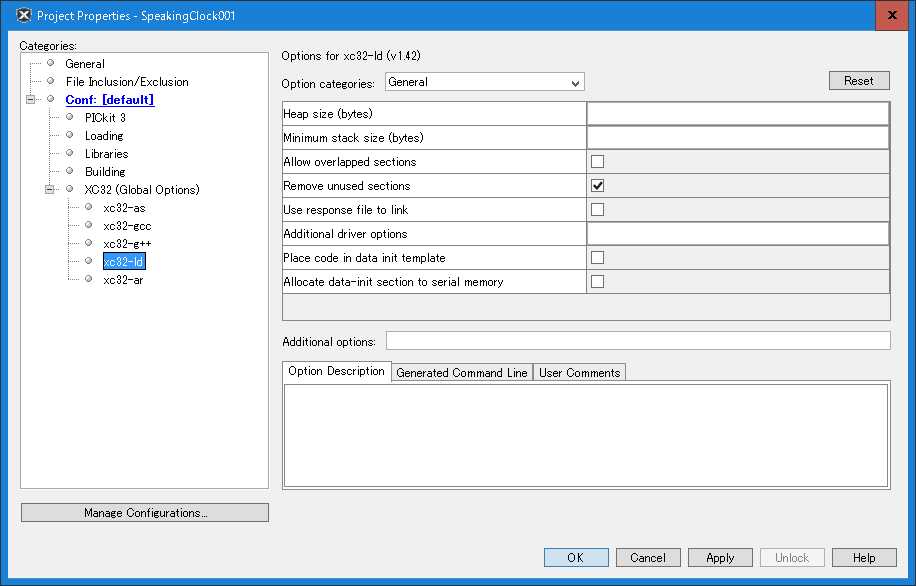 Project Properties - SpeakingClock001
Categories:
General
File Inclusion/Exclusion
Conf: [default]
PICkit 3
Loading
Libraries
Building
XC32 (Global Options)
xc32-as
xc32-gcc
xc32-g++
xc32-ld
xc32-ar
Manage Configurations...
Options for xc32-ld (v1.42)
Option categories: General
Reset
Heap size (bytes)
Minimum stack size (bytes)
Allow overlapped sections
Remove unused sections
Use response file to link
Additional driver options
Place code in data init template
Allocate data-init section to serial memory
Additional options:
Option Description Generated Command Line User Comments
OK Cancel Apply Unlock Help